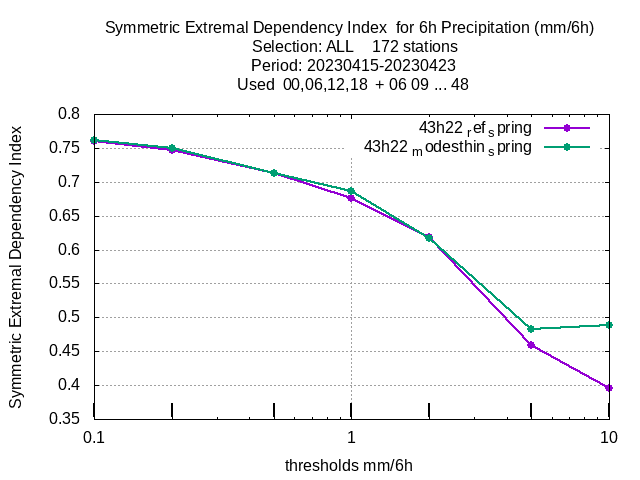 Symmetric Extremal Dependency Index for 6h Precipitation (mm/6h)
Selection: ALL 172 stations
Period: 20230415-20230423
Used 00,06,12,18 + 06 09 ... 48
43h22 ref spring
43h22 modesthin spring
0.8
0.75
0.7
0.65
0.6
0.55
0.5
0.45
0.4
0.35
0.1
1
10
Symmetric Extremal Dependency Index
thresholds mm/6h